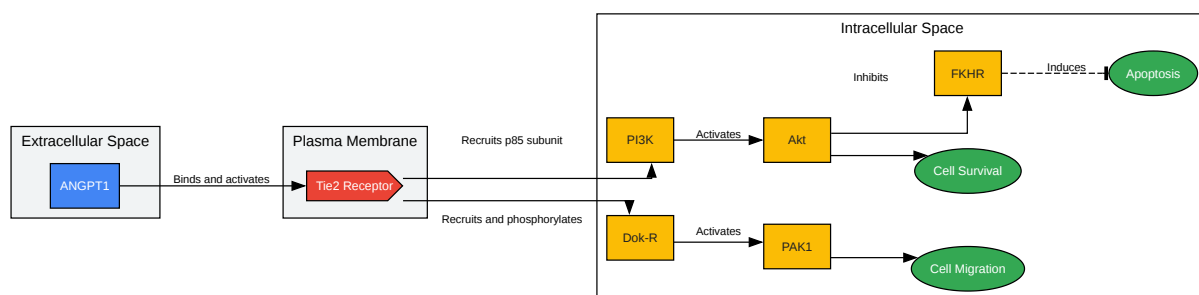 Intracellular Space
FKHR
Induces
Apoptosis
Inhibits
Extracellular Space
Plasma Membrane
Recruits p85 subunit
PI3K
Activates
Akt
Cell Survival
ANGPT1
Binds and activates
Tie2 Receptor
Recruits and phosphorylates
Dok-R
Activates
PAK1
Cell Migration